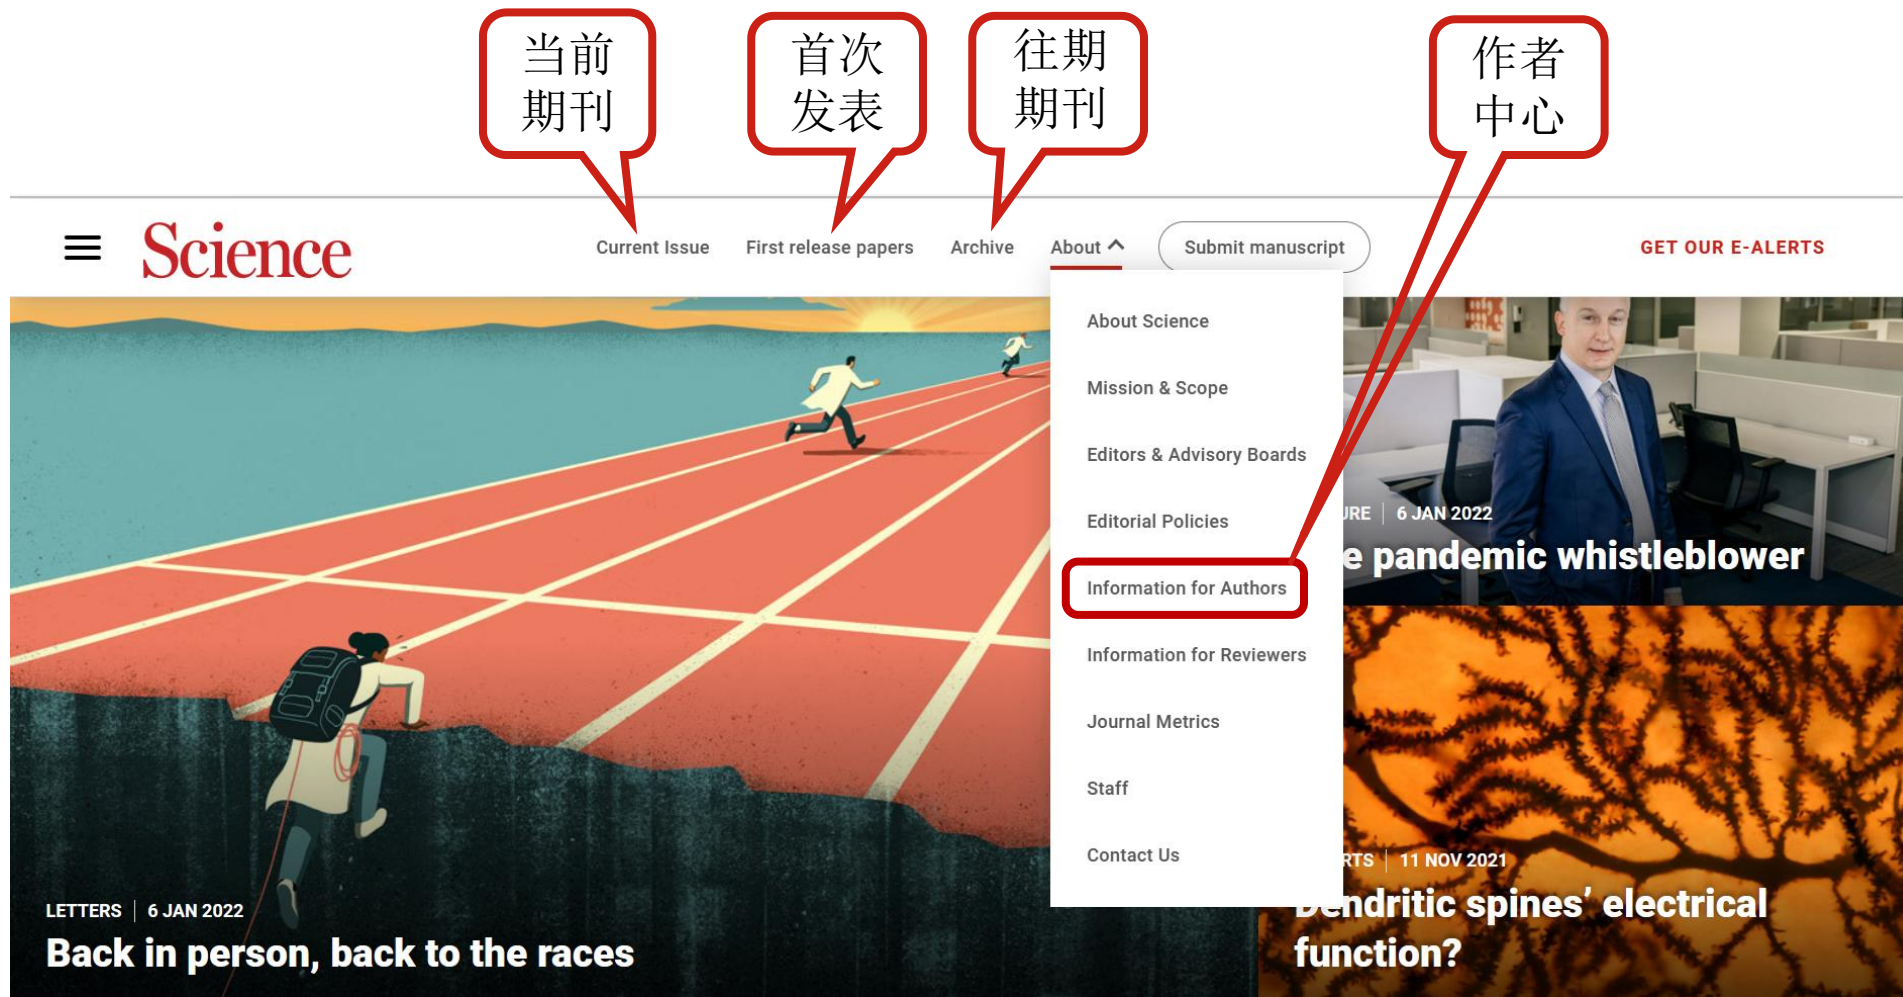 当前
期刊
首次
发表
往期
期刊
作者
中心
Science
Current Issue
First release papers
Archive
About
Submit manuscript
GET OUR E-ALERTS
About Science
Mission & Scope
Editors & Advisory Boards
Editorial Policies
Information for Authors
Information for Reviewers
Journal Metrics
Staff
Contact Us
6 JAN 2022
pandemic whistleblower
11 NOV 2021
Dendritic spines’ electrical
function?
LETTERS | 6 JAN 2022
Back in person, back to the races